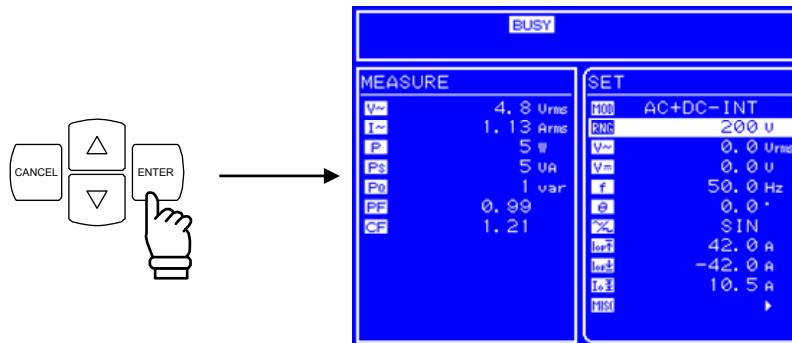 CANCEL
ENTER
BUSY
MEASURE
V~ 4.8 Vrms
I~ 1.13 Arms
P 5 W
Ps 5 VA
PQ 1 var
PF 0.99
CF 1.21
SET
MOD AC+DC-INT
RNG 200 V
V~ 0.0 Vrms
V= 0.0 V
f 50.0 Hz
θ 0.0°
SIN
42.0 A
-42.0 A
10.5 A
MISC